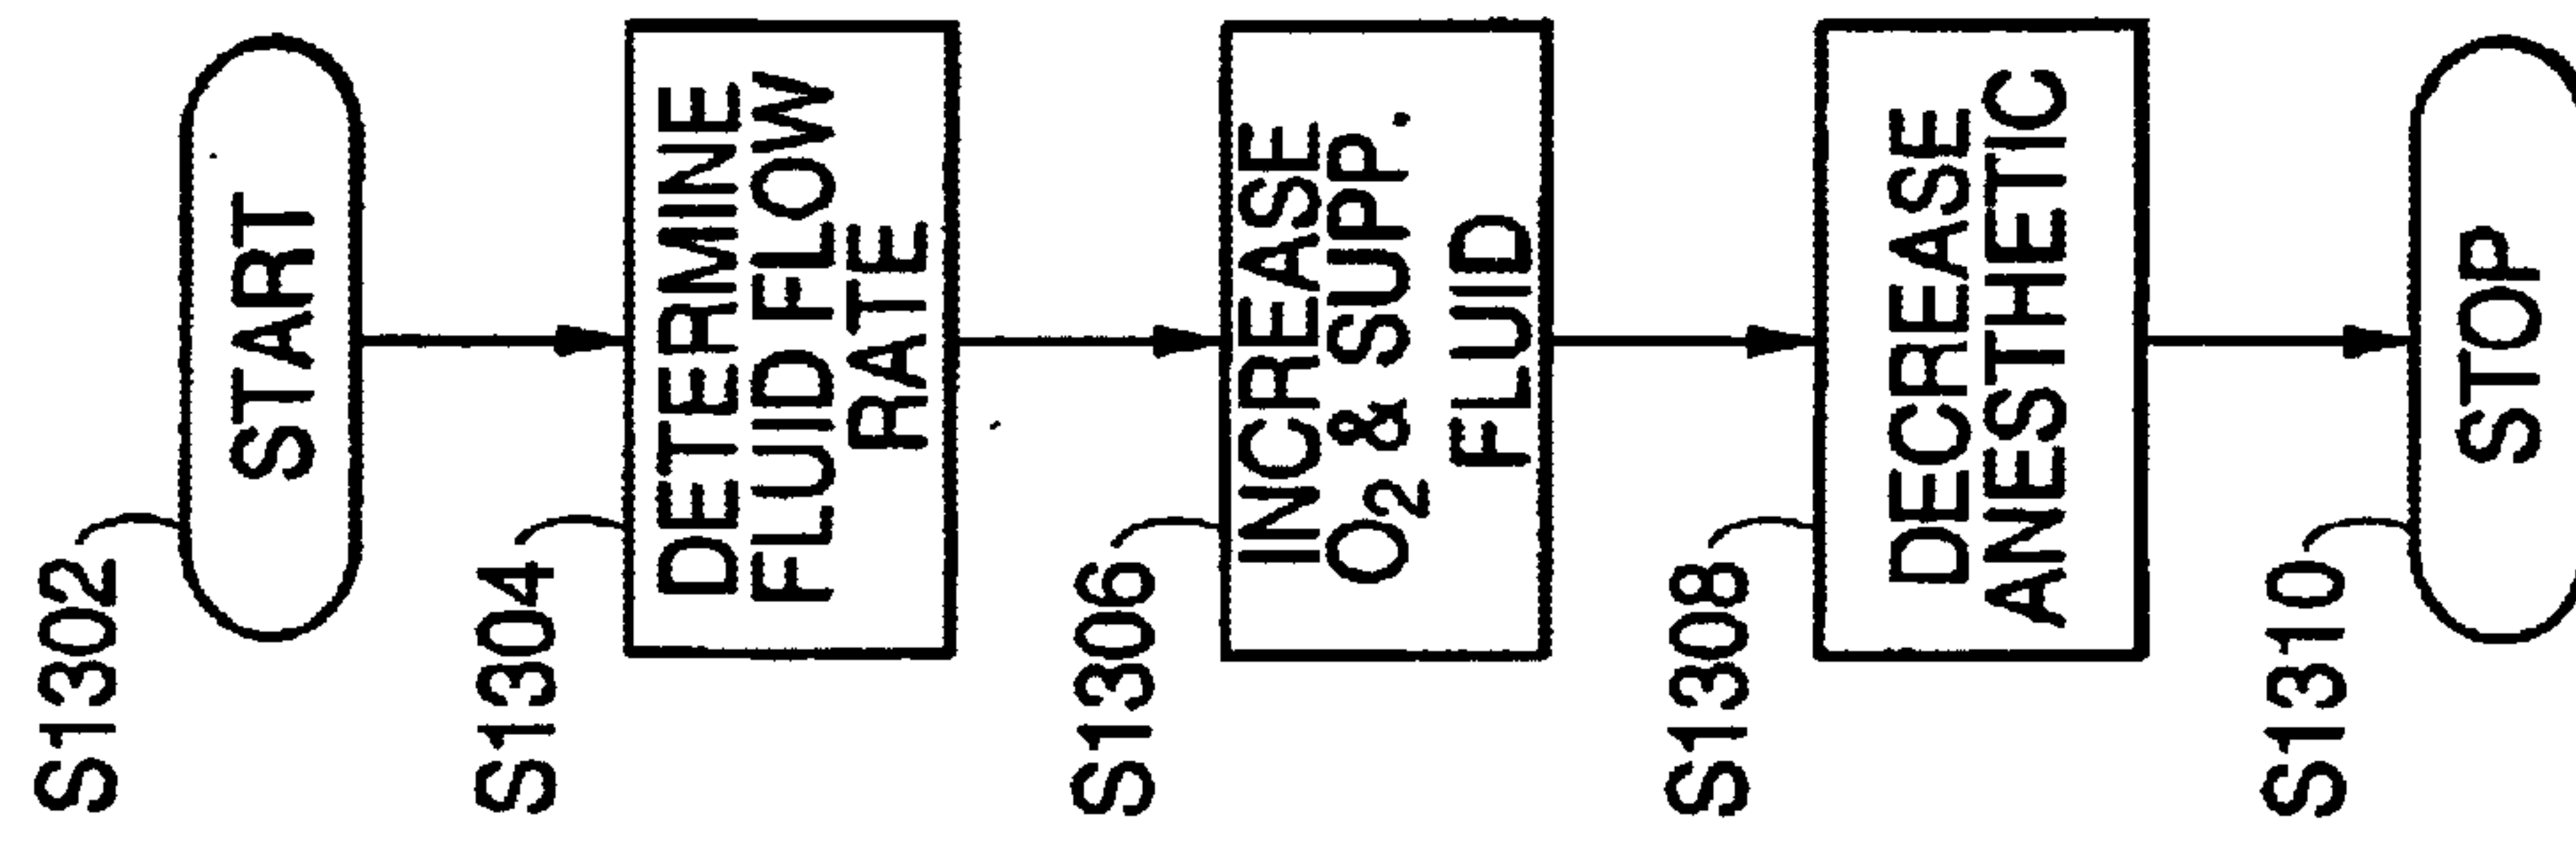 S1302
START
S1304
DETERMINE
FLUID FLOW
RATE
S1306
INCREASE
O₂ & SUPP.
FLUID
S1308
DECREASE
ANESTHETIC
S1310
STOP